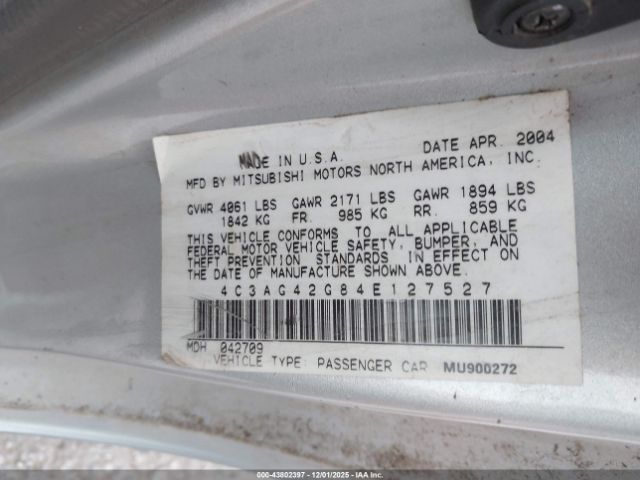 MADE IN U.S.A. DATE APR. 2004
MFD BY MITSUBISHI MOTORS NORTH AMERICA, INC.
GVWR 4061 LBS GAWR 2171 LBS GAWR 1894 LBS
1842 KG FR. 985 KG RR. 859 KG
THIS VEHICLE CONFORMS TO ALL APPLICABLE
FEDERAL MOTOR VEHICLE SAFETY, BUMPER, AND
THEFT PREVENTION STANDARDS IN EFFECT ON
THE DATE OF MANUFACTURE SHOWN ABOVE.
4C3AG42G84E127527
MDH 042709
VEHICLE TYPE: PASSENGER CAR MU900272
00-43802397 - 12/01/2025 - IAA Inc.